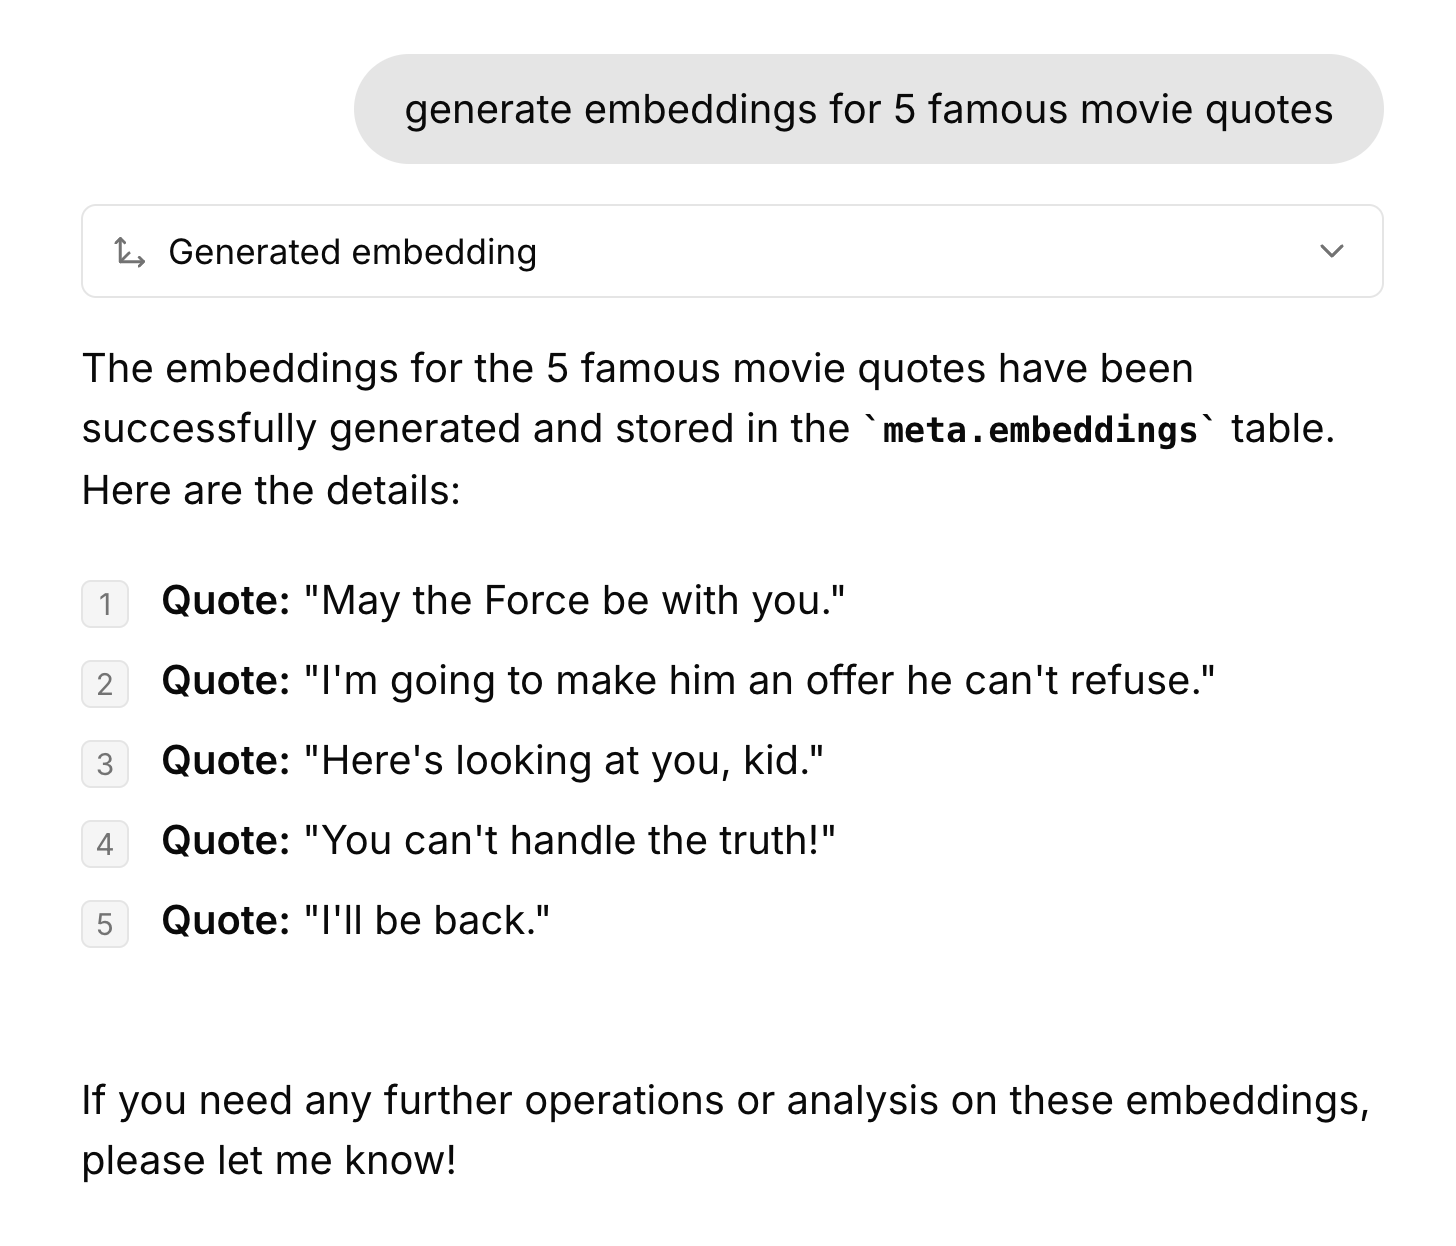 generate embeddings for 5 famous movie quotes
Generated embedding
The embeddings for the 5 famous movie quotes have been
successfully generated and stored in the `meta.embeddings` table.
Here are the details:
1 Quote: "May the Force be with you."
2 Quote: "I'm going to make him an offer he can't refuse."
3 Quote: "Here's looking at you, kid."
4 Quote: "You can't handle the truth!"
5 Quote: "I'll be back."
If you need any further operations or analysis on these embeddings,
please let me know!